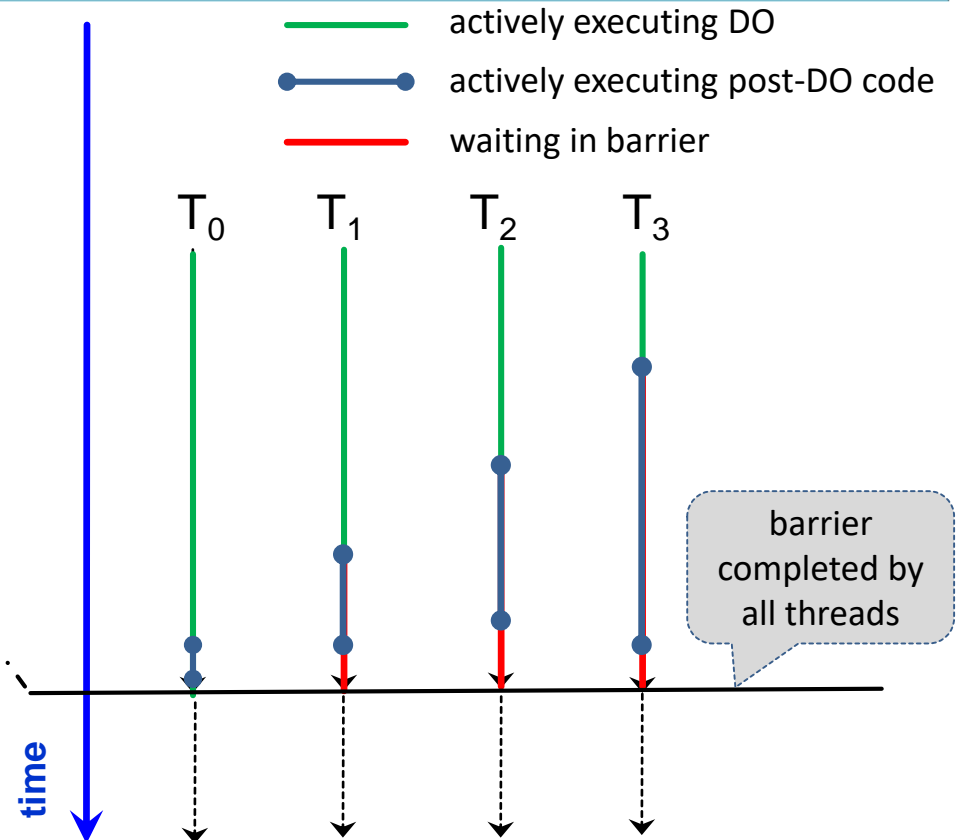 actively executing DO
actively executing post-DO code
waiting in barrier
T0 T1 T2 T3
barrier
completed by
all threads
time